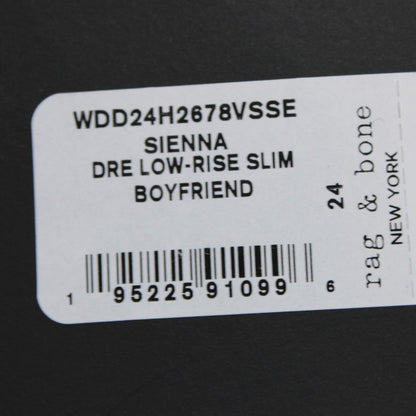 WDD24H2678VSSE
SIENNA
DRE LOW-RISE SLIM
BOYFRIEND
1 95225 91099 6
24
rag & bone
NEW YORK